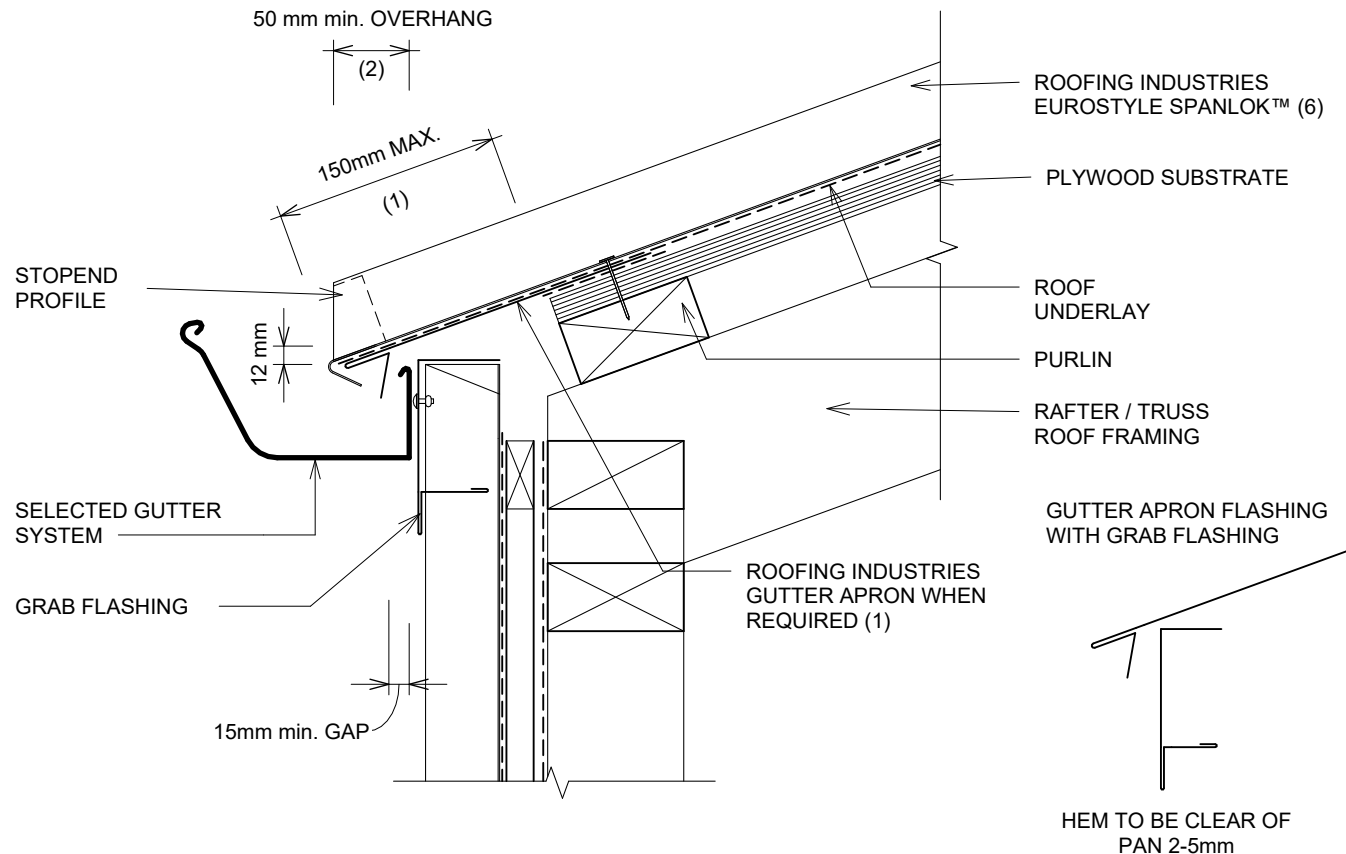 50 mm min. OVERHANG
(2)
150mm MAX.
(1)
STOPEND
PROFILE
12 mm
SELECTED GUTTER
SYSTEM
GRAB FLASHING
15mm min. GAP
ROOFING INDUSTRIES
EUROSTYLE SPANLOK™ (6)
PLYWOOD SUBSTRATE
ROOF
UNDERLAY
PURLIN
RAFTER / TRUSS
ROOF FRAMING
ROOFING INDUSTRIES
GUTTER APRON WHEN
REQUIRED (1)
GUTTER APRON FLASHING
WITH GRAB FLASHING
HEM TO BE CLEAR OF
PAN 2-5mm